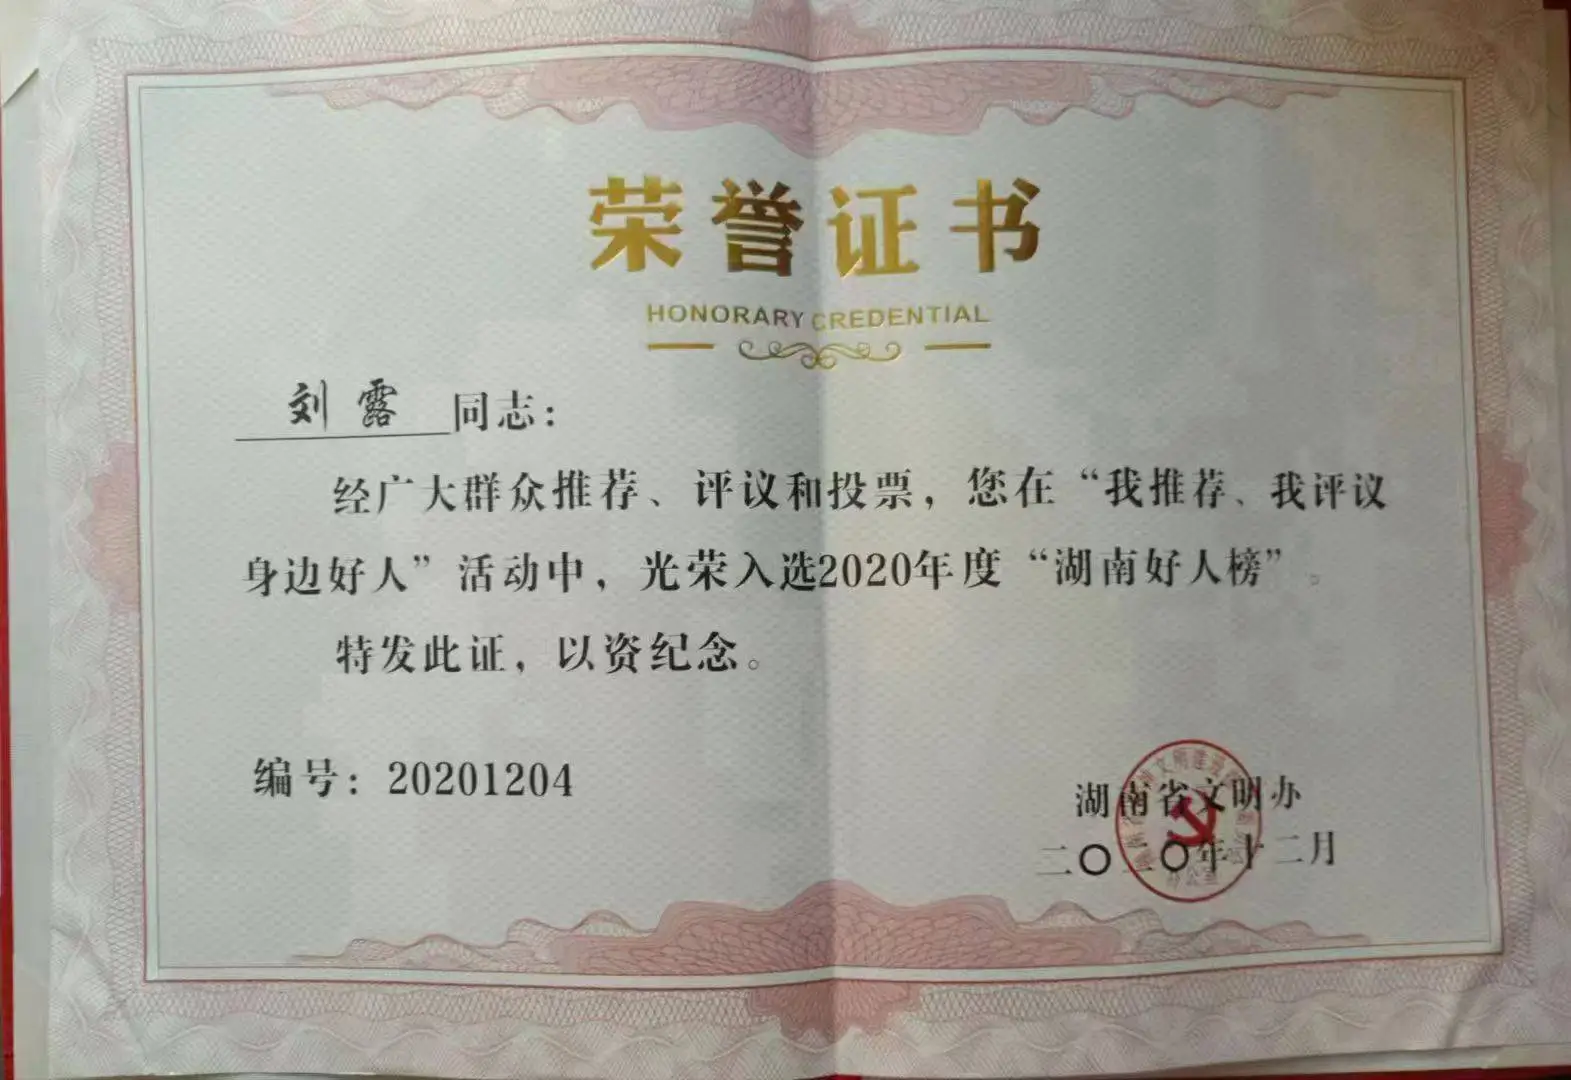 荣誉证书
HONORARY CREDENTIAL
刘露同志：
经广大群众推荐、评议和投票，您在“我推荐、我评议
身边好人”活动中，光荣入选2020年度“湖南好人榜”。
特发此证，以资纪念。
编号：20201204
湖南省文明办
二〇二〇年十二月
办公室